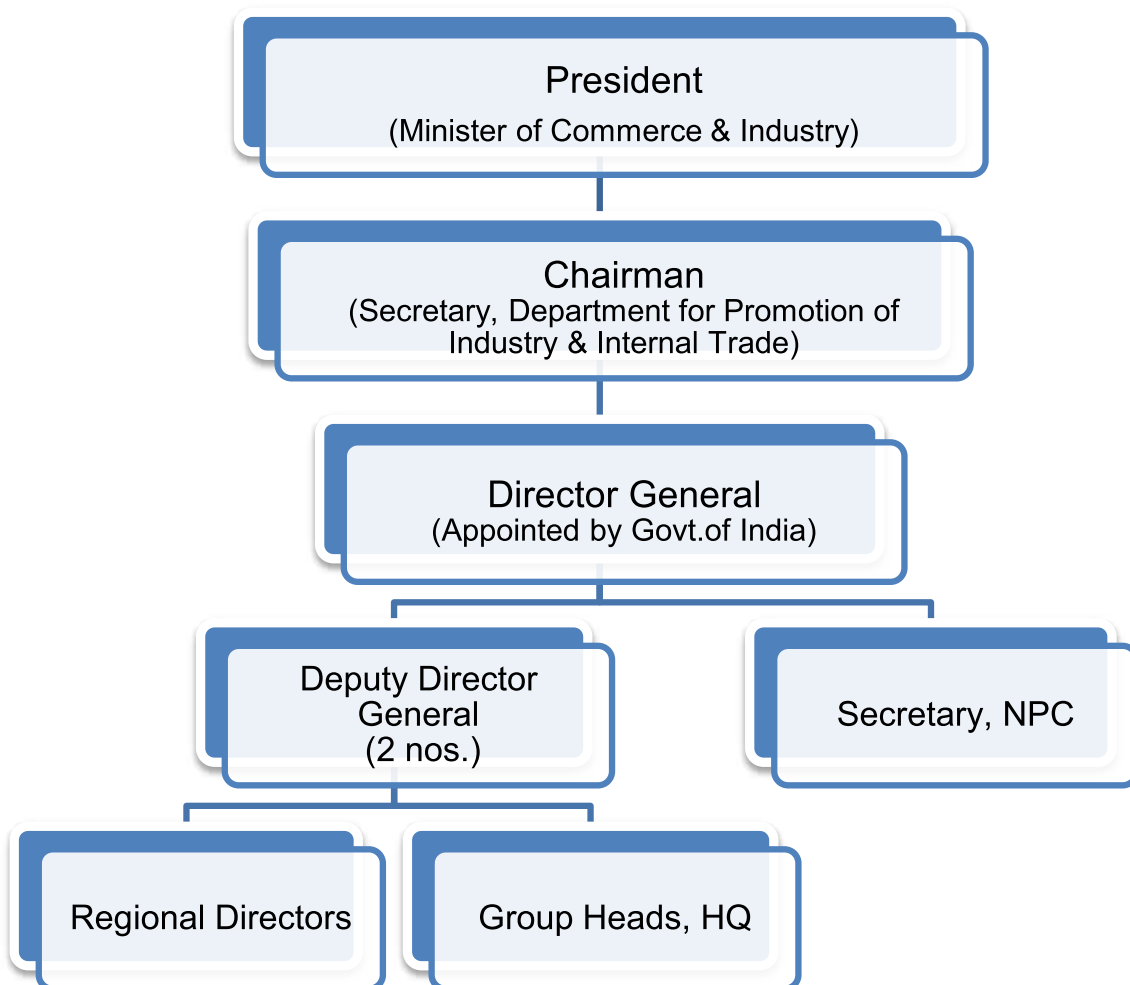 President
(Minister of Commerce & Industry)
Chairman
(Secretary, Department for Promotion of
Industry & Internal Trade)
Director General
(Appointed by Govt.of India)
Deputy Director
General
(2 nos.)
Secretary, NPC
Regional Directors
Group Heads, HQ